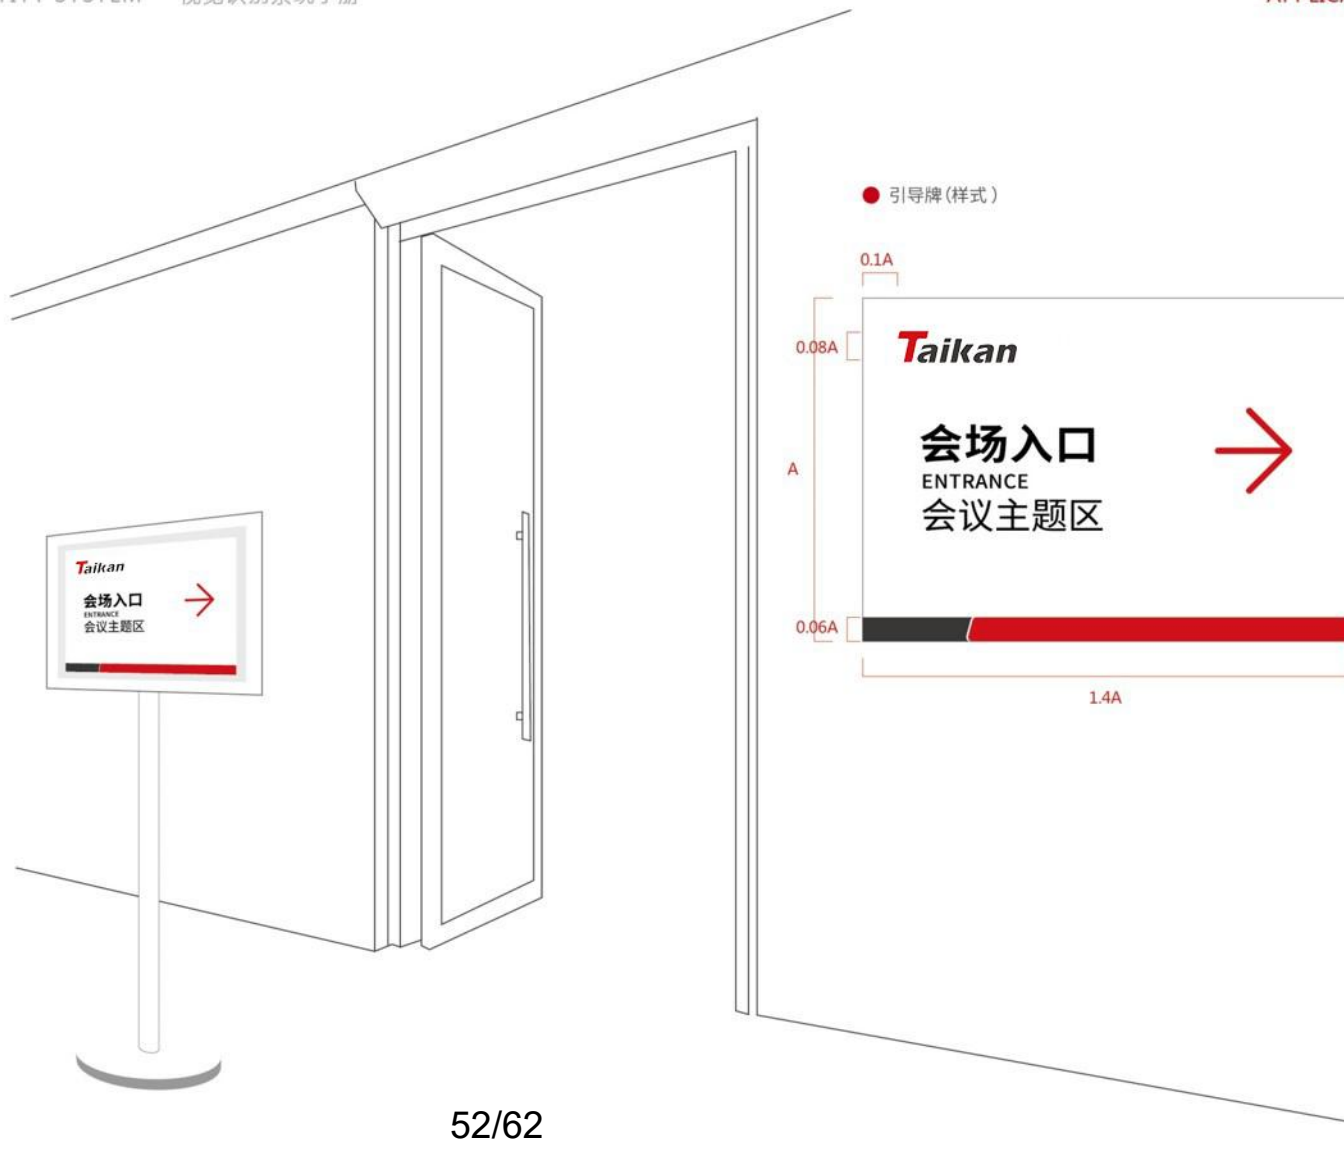 引导牌(样式)
0.1A
0.08A
Taikan
会场入口
ENTRANCE
会议主题区
A
0.06A
1.4A
Taikan
会场入口
ENTRANCE
会议主题区
52/62